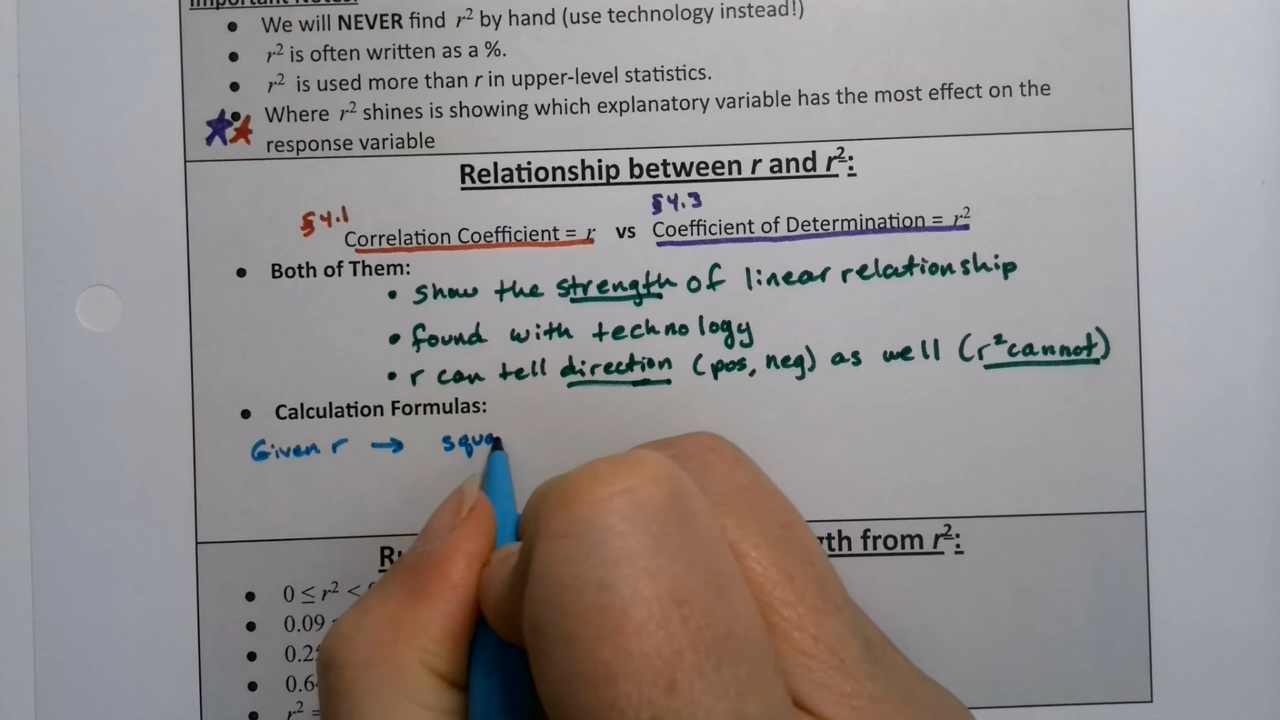 Important Notes:
• We will NEVER find r² by hand (use technology instead!)
• r² is often written as a %.
• r² is used more than r in upper-level statistics.
• Where r² shines is showing which explanatory variable has the most effect on the
response variable
Relationship between r and r²:
§4.1 §4.3
Correlation Coefficient = r vs Coefficient of Determination = r²
• Both of Them:
• show the strength of linear relationship
• found with technology
• r can tell direction (pos, neg) as well (r² cannot)
• Calculation Formulas:
Given r → squa
from r²:
• 0 ≤ r² <
• 0.09
• 0.2
• 0.6
• r² =